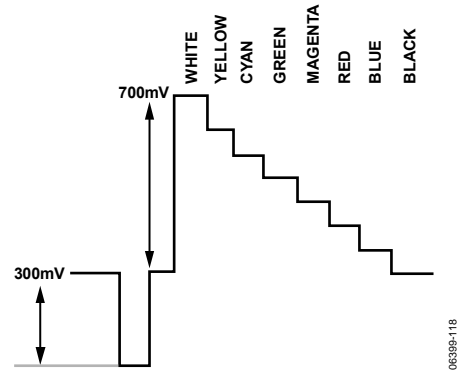 WHITE
YELLOW
CYAN
GREEN
MAGENTA
RED
BLUE
BLACK
700mV
300mV
06399-118